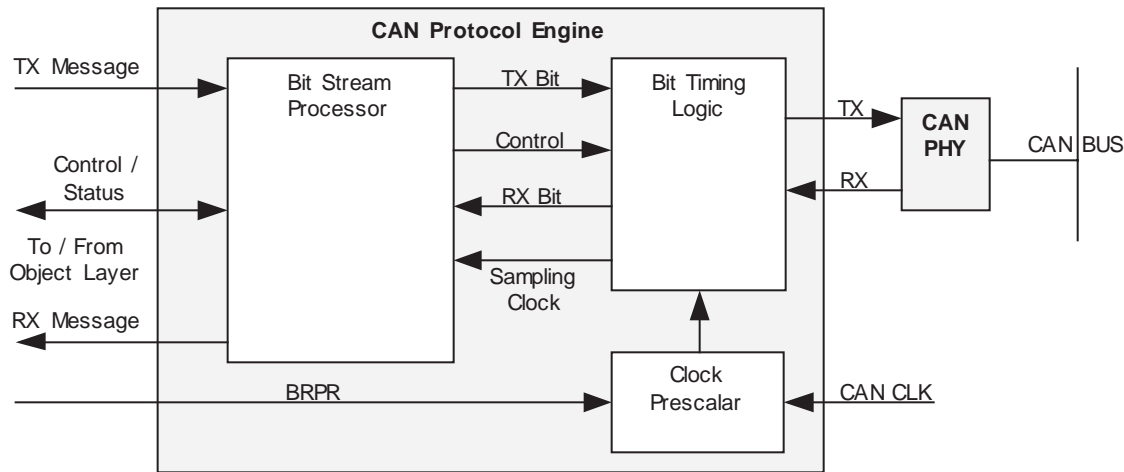 CAN Protocol Engine
TX Message
Bit Stream
Processor
TX Bit
Bit Timing
Logic
TX
CAN
PHY
CAN BUS
Control /
Status
Control
RX Bit
RX
To / From
Object Layer
Sampling
Clock
RX Message
Clock
Prescalar
BRPR
CAN CLK